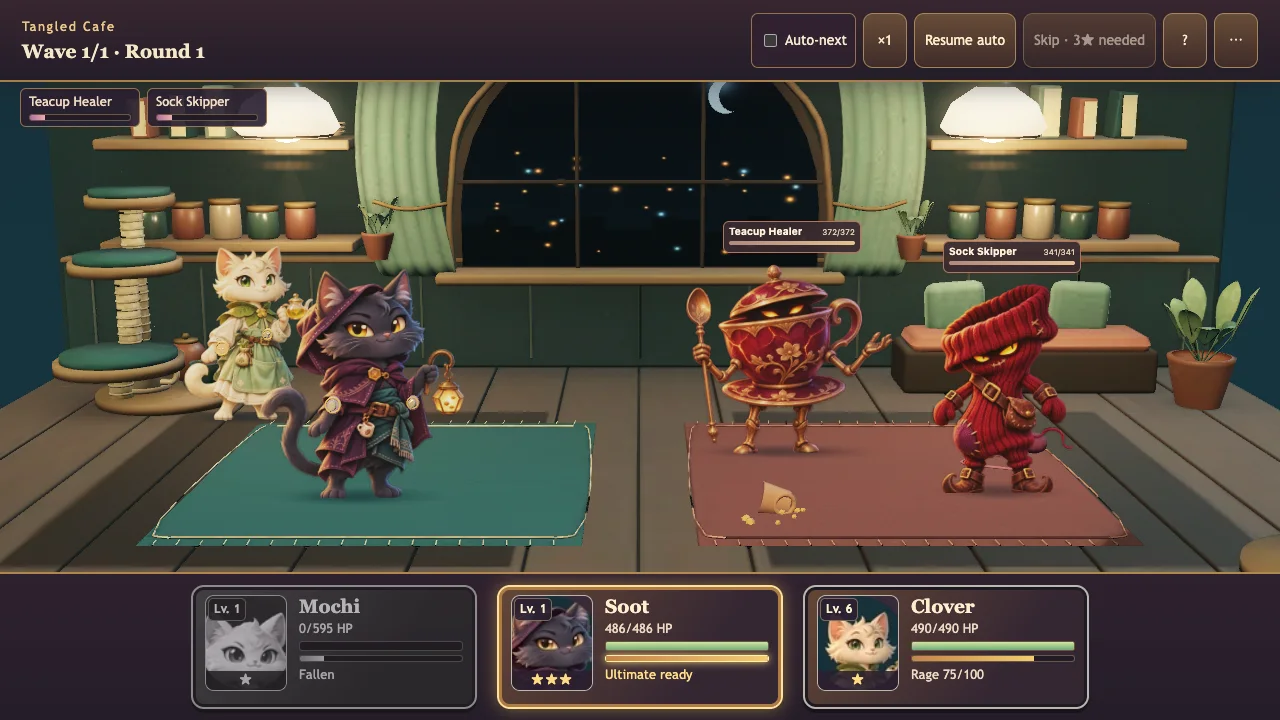 Tangled Cafe
Wave 1/1 · Round 1
Auto-next
×1
Resume auto
Skip · 3★ needed
?
···
Teacup Healer
Sock Skipper
Teacup Healer 372/372
Sock Skipper 341/341
Lv. 1
Mochi
0/595 HP
Fallen
★
Lv. 1
Soot
486/486 HP
Ultimate ready
★★★
Lv. 6
Clover
490/490 HP
Rage 75/100
★